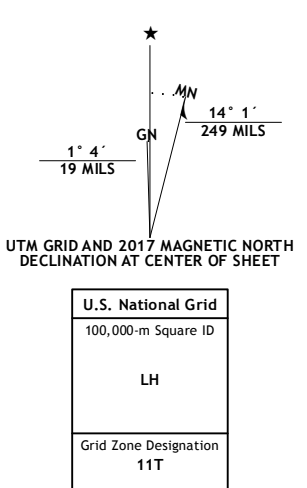 ★
MN
GN
14° 1´
249 MILS
1° 4´
19 MILS
UTM GRID AND 2017 MAGNETIC NORTH
DECLINATION AT CENTER OF SHEET
U.S. National Grid
100,000-m Square ID
LH
Grid Zone Designation
11T